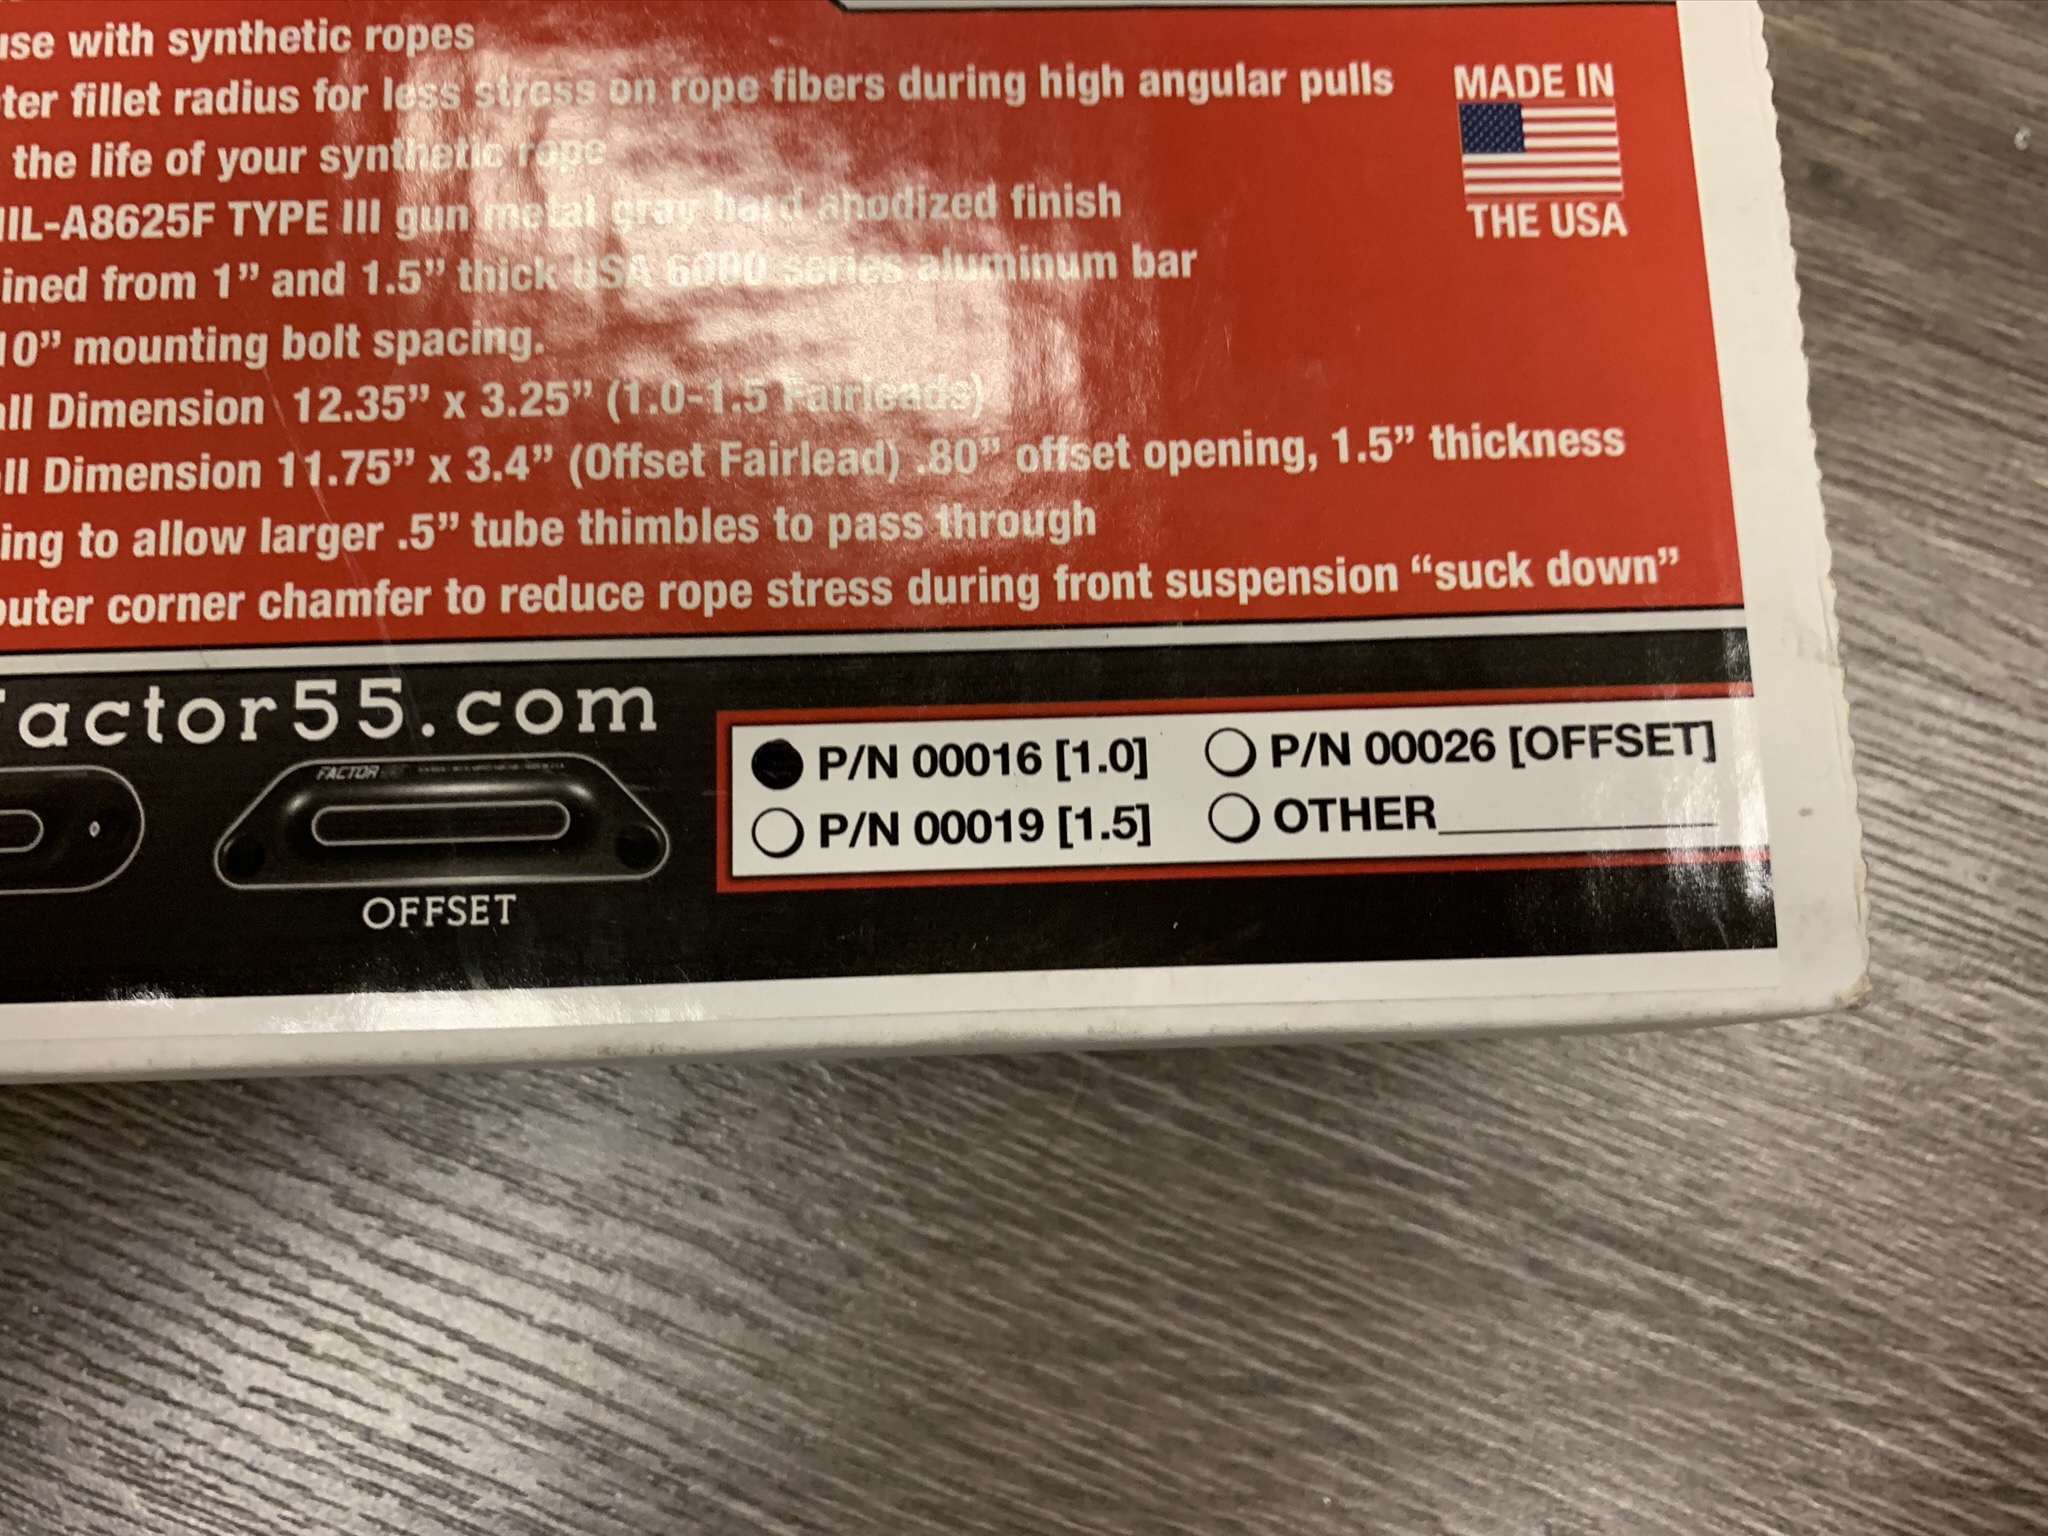 use with synthetic ropes
ter fillet radius for less stress on rope fibers during high angular pulls
the life of your synthetic rope
IL-A8625F TYPE III gun metal gray hard anodized finish
ined from 1” and 1.5” thick USA 6000 series aluminum bar
10” mounting bolt spacing.
all Dimension 12.35” x 3.25” (1.0-1.5 Fairleads)
all Dimension 11.75” x 3.4” (Offset Fairlead) .80” offset opening, 1.5” thickness
ing to allow larger .5” tube thimbles to pass through
outer corner chamfer to reduce rope stress during front suspension “suck down”
MADE IN
THE USA
factor55.com
FACTOR
OFFSET
P/N 00016 [1.0]
P/N 00026 [OFFSET]
P/N 00019 [1.5]
OTHER